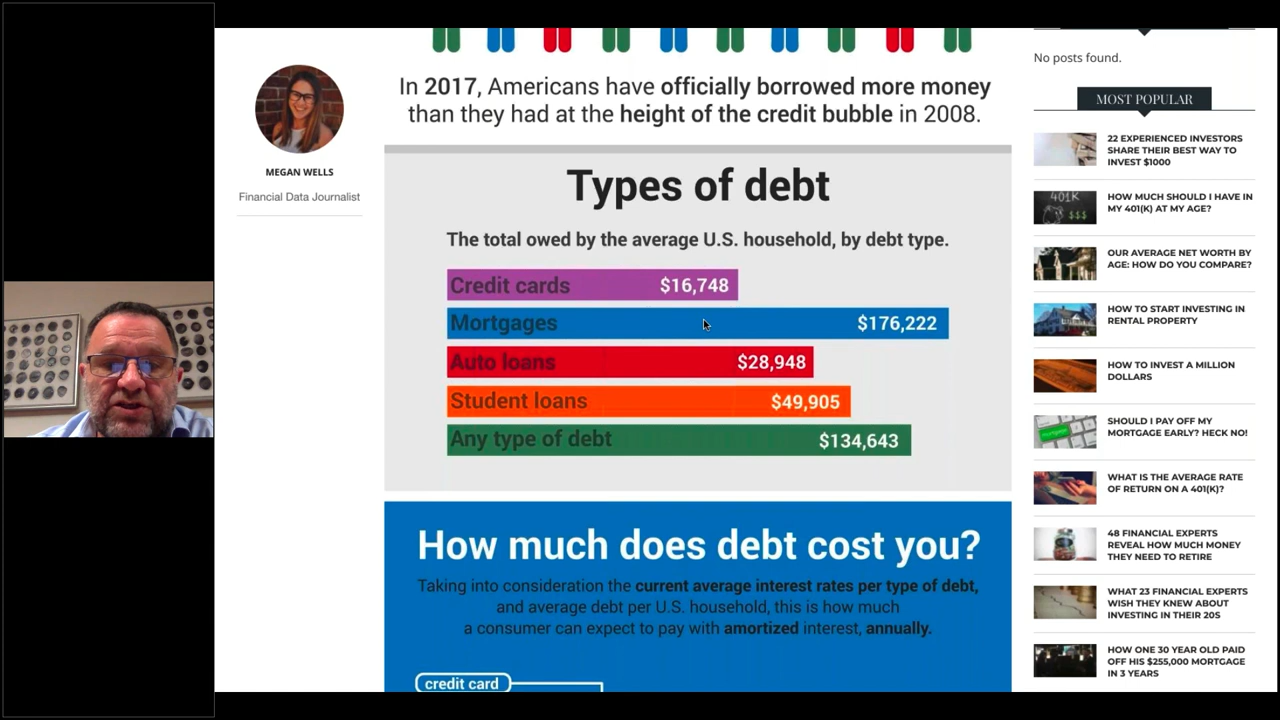 MEGAN WELLS
Financial Data Journalist
In 2017, Americans have officially borrowed more money
than they had at the height of the credit bubble in 2008.
Types of debt
The total owed by the average U.S. household, by debt type.
Credit cards $16,748
Mortgages $176,222
Auto loans $28,948
Student loans $49,905
Any type of debt $134,643
How much does debt cost you?
Taking into consideration the current average interest rates per type of debt,
and average debt per U.S. household, this is how much
a consumer can expect to pay with amortized interest, annually.
credit card
No posts found.
MOST POPULAR
22 EXPERIENCED INVESTORS
SHARE THEIR BEST WAY TO
INVEST $1000
401K
$$$
HOW MUCH SHOULD I HAVE IN
MY 401(K) AT MY AGE?
OUR AVERAGE NET WORTH BY
AGE: HOW DO YOU COMPARE?
HOW TO START INVESTING IN
RENTAL PROPERTY
HOW TO INVEST A MILLION
DOLLARS
SHOULD I PAY OFF MY
MORTGAGE EARLY? HECK NO!
WHAT IS THE AVERAGE RATE
OF RETURN ON A 401(K)?
48 FINANCIAL EXPERTS
REVEAL HOW MUCH MONEY
THEY NEED TO RETIRE
WHAT 23 FINANCIAL EXPERTS
WISH THEY KNEW ABOUT
INVESTING IN THEIR 20S
HOW ONE 30 YEAR OLD PAID
OFF HIS $255,000 MORTGAGE
IN 3 YEARS